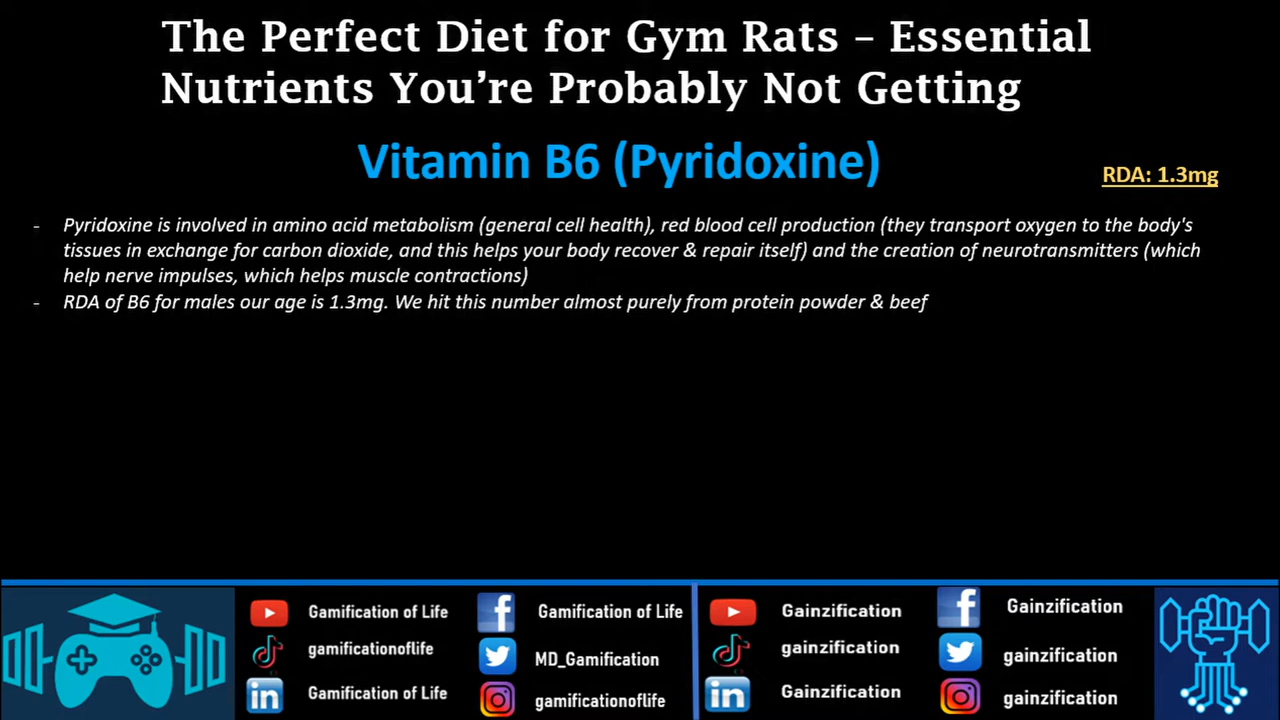 The Perfect Diet for Gym Rats – Essential
Nutrients You’re Probably Not Getting
Vitamin B6 (Pyridoxine)
RDA: 1.3mg
- Pyridoxine is involved in amino acid metabolism (general cell health), red blood cell production (they transport oxygen to the body's
tissues in exchange for carbon dioxide, and this helps your body recover & repair itself) and the creation of neurotransmitters (which
help nerve impulses, which helps muscle contractions)
- RDA of B6 for males our age is 1.3mg. We hit this number almost purely from protein powder & beef
Gamification of Life
gamificationoflife
Gamification of Life
Gamification of Life
MD_Gamification
gamificationoflife
Gainzification
gainzification
Gainzification
Gainzification
gainzification
gainzification